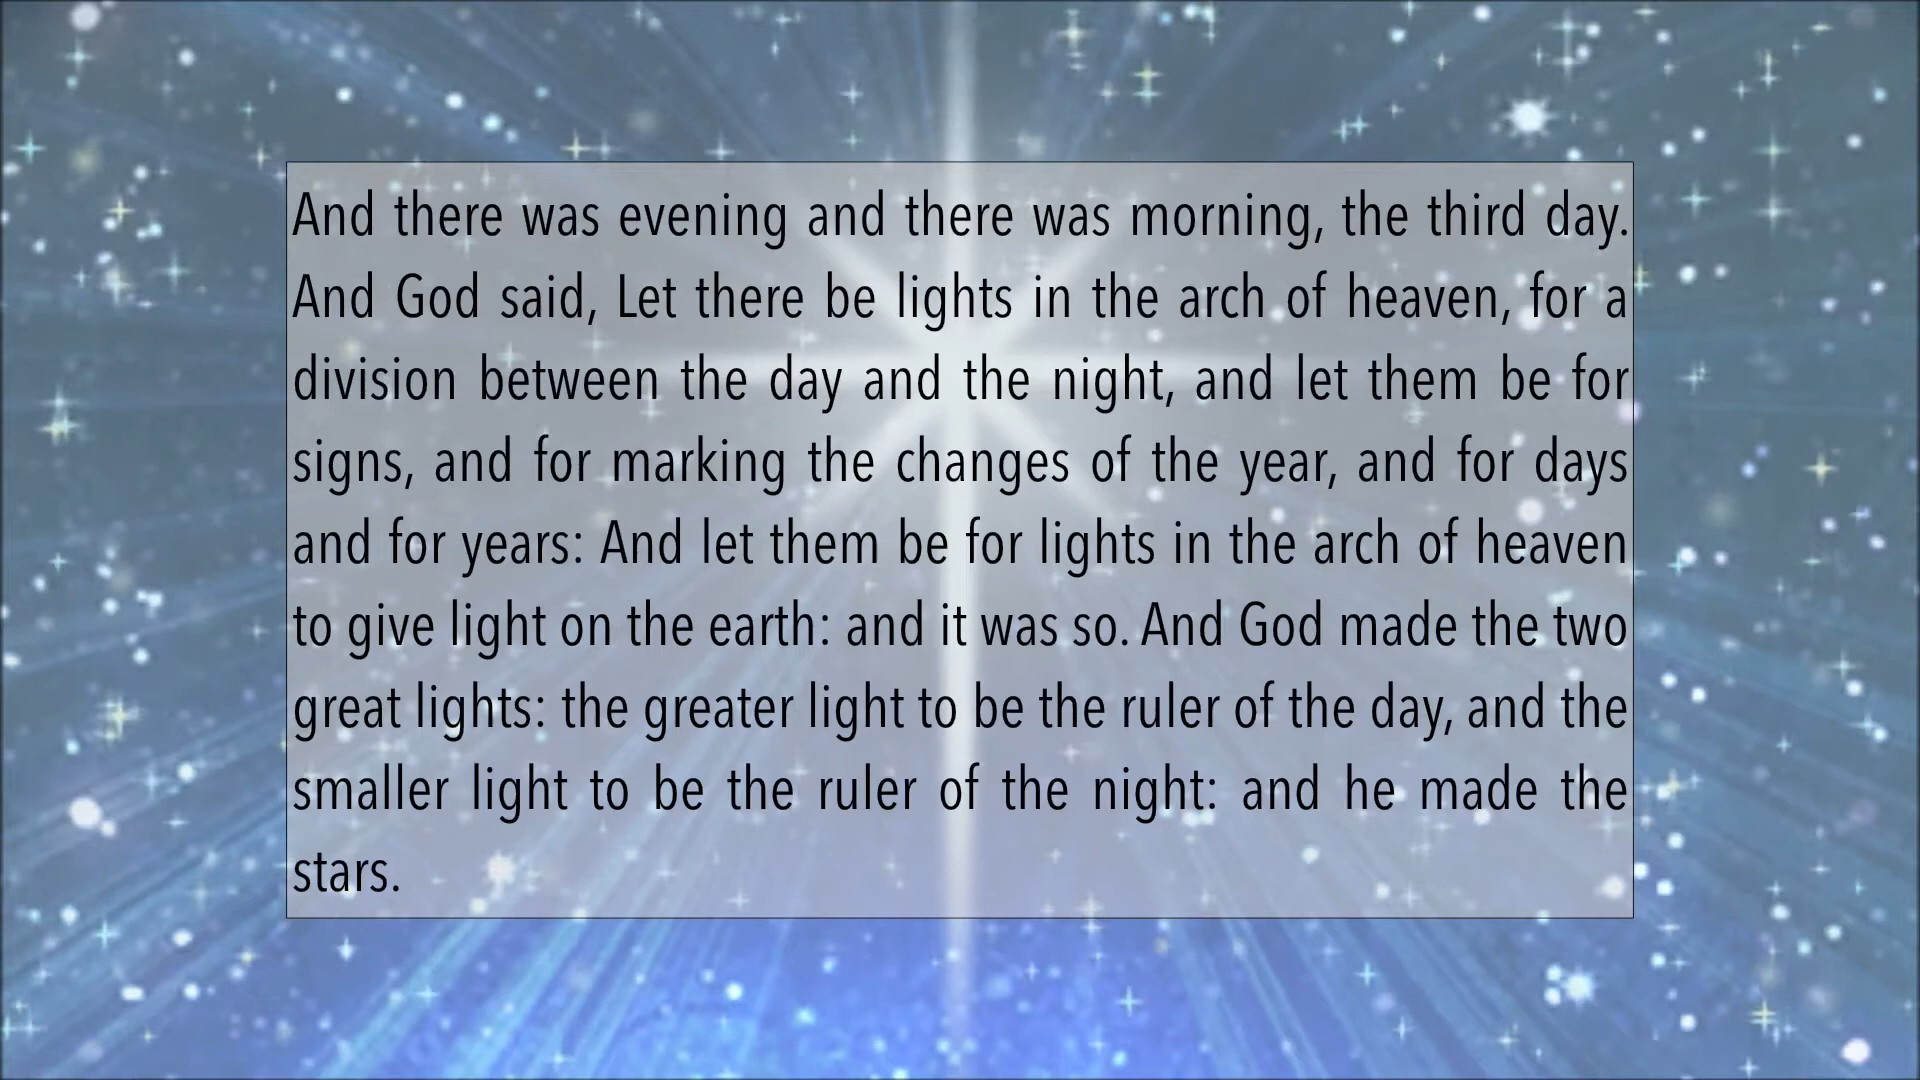 And there was evening and there was morning, the third day.
And God said, Let there be lights in the arch of heaven, for a
division between the day and the night, and let them be for
signs, and for marking the changes of the year, and for days
and for years: And let them be for lights in the arch of heaven
to give light on the earth: and it was so. And God made the two
great lights: the greater light to be the ruler of the day, and the
smaller light to be the ruler of the night: and he made the
stars.